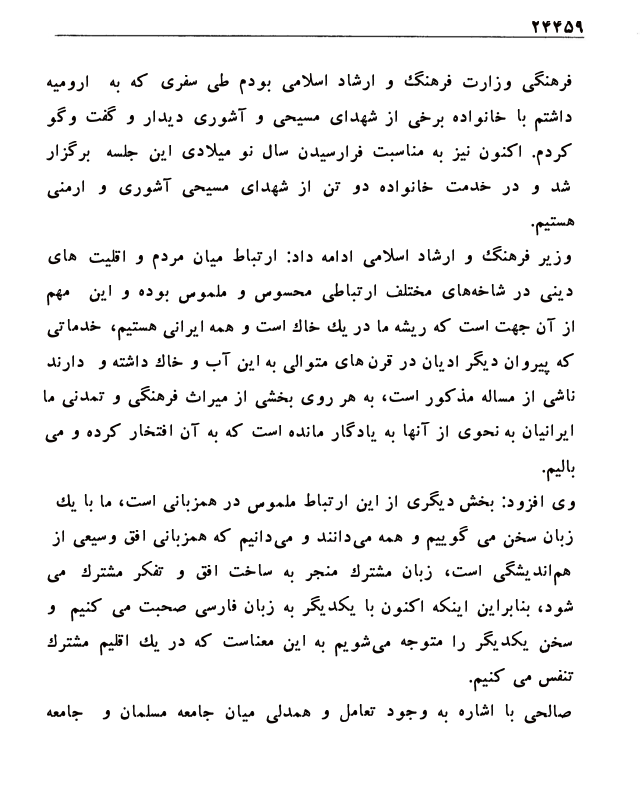 ۲۴۴۵۹
فرهنگی وزارت فرهنگ و ارشاد اسلامی بودم طی سفری که به ارومیه
داشتم با خانواده برخی از شهدای مسیحی و آشوری دیدار و گفت وگو
کردم. اکنون نیز به مناسبت فرارسیدن سال نو میلادی این جلسه برگزار
شد و در خدمت خانواده دو تن از شهدای مسیحی آشوری و ارمنی
هستیم.
وزیر فرهنگ و ارشاد اسلامی ادامه داد: ارتباط میان مردم و اقلیت های
دینی در شاخه‌های مختلف ارتباطی محسوس و ملموس بوده و این مهم
از آن جهت است که ریشه ما در یك خاك است و همه ایرانی هستیم، خدماتی
که پیروان دیگر ادیان در قرن های متوالی به این آب و خاك داشته و دارند
ناشی از مساله مذکور است، به هر روی بخشی از میراث فرهنگی و تمدنی ما
ایرانیان به نحوی از آنها به یادگار مانده است که به آن افتخار کرده و می
بالیم.
وی افزود: بخش دیگری از این ارتباط ملموس در همزبانی است، ما با یك
زبان سخن می گوییم و همه می‌دانند و می‌دانیم که همزبانی افق وسیعی از
هم‌اندیشگی است، زبان مشترك منجر به ساخت افق و تفکر مشترك می
شود، بنابراین اینکه اکنون با یکدیگر به زبان فارسی صحبت می کنیم و
سخن یکدیگر را متوجه می‌شویم به این معناست که در یك اقلیم مشترك
تنفس می کنیم.
صالحی با اشاره به وجود تعامل و همدلی میان جامعه مسلمان و جامعه